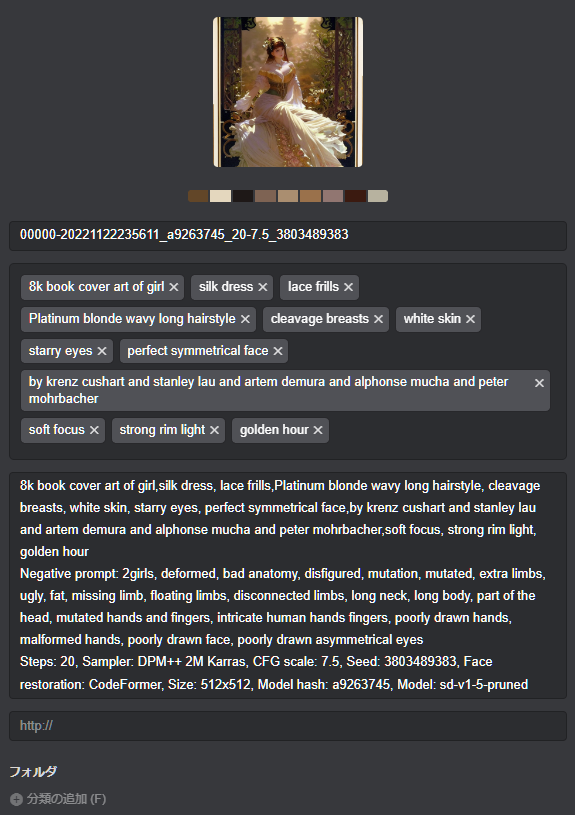 00000-20221122235611_a9263745_20-7.5_3803489383
8k book cover art of girl × silk dress × lace frills ×
Platinum blonde wavy long hairstyle × cleavage breasts × white skin ×
starry eyes × perfect symmetrical face ×
by krenz cushart and stanley lau and artem demura and alphonse mucha and peter ×
mohrbacher
soft focus × strong rim light × golden hour ×
8k book cover art of girl,silk dress, lace frills,Platinum blonde wavy long hairstyle, cleavage
breasts, white skin, starry eyes, perfect symmetrical face,by krenz cushart and stanley lau
and artem demura and alphonse mucha and peter mohrbacher,soft focus, strong rim light,
golden hour
Negative prompt: 2girls, deformed, bad anatomy, disfigured, mutation, mutated, extra limbs,
ugly, fat, missing limb, floating limbs, disconnected limbs, long neck, long body, part of the
head, mutated hands and fingers, intricate human hands fingers, poorly drawn hands,
malformed hands, poorly drawn face, poorly drawn asymmetrical eyes
Steps: 20, Sampler: DPM++ 2M Karras, CFG scale: 7.5, Seed: 3803489383, Face
restoration: CodeFormer, Size: 512x512, Model hash: a9263745, Model: sd-v1-5-pruned
http://
フォルダ
分類の追加 (F)